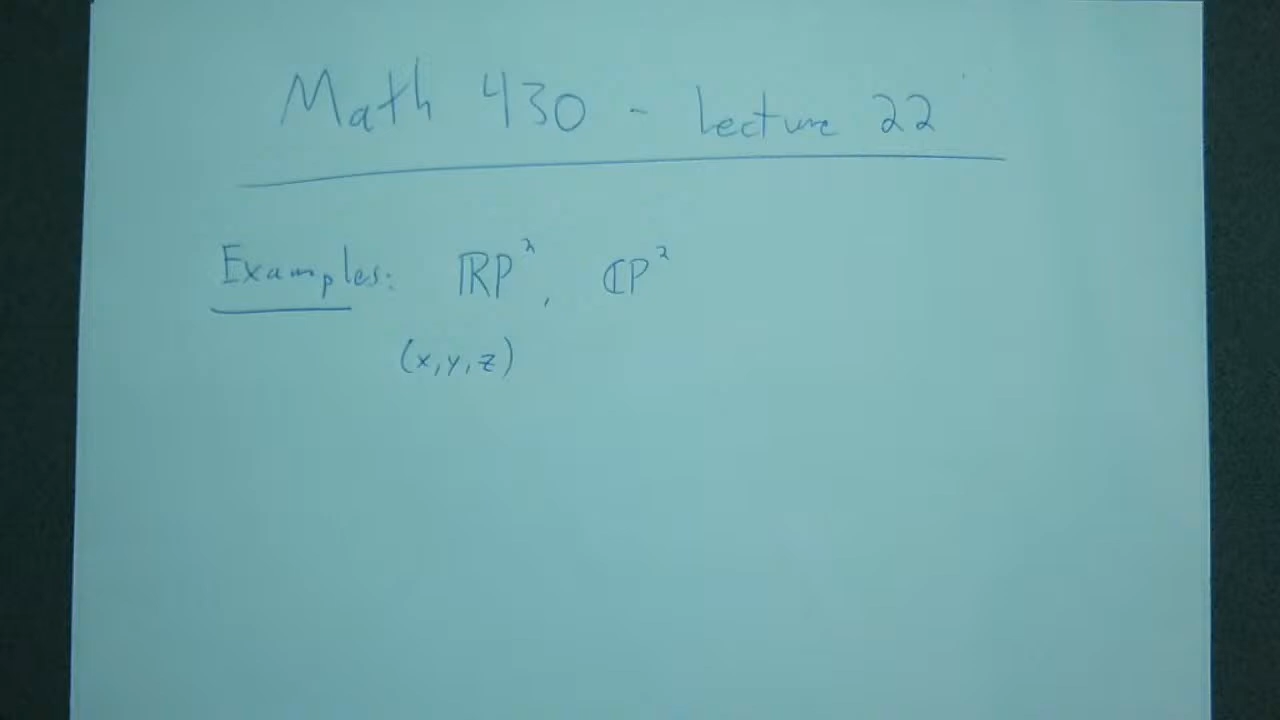 Math 430 - Lecture 22
Examples: ℝP², ℂP²
(x,y,z)